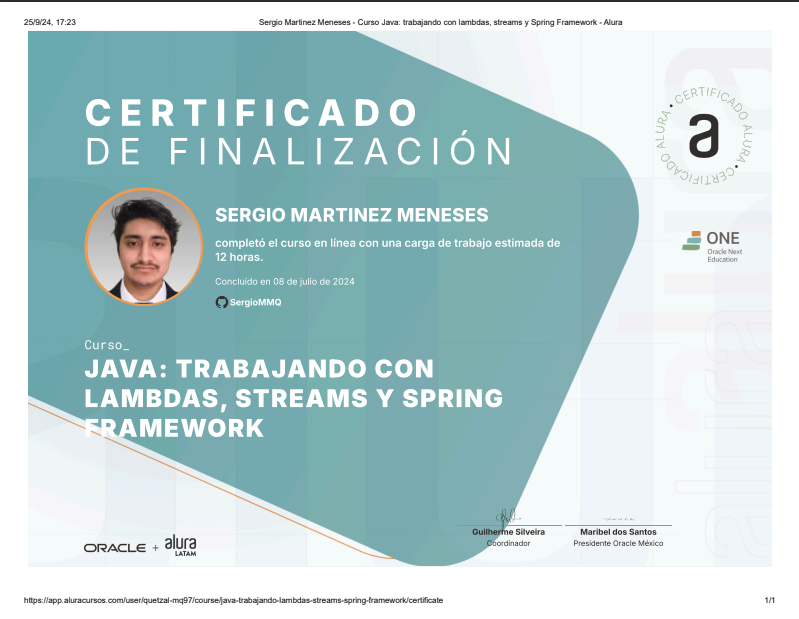 25/9/24, 17:23
Sergio Martinez Meneses - Curso Java: trabajando con lambdas, streams y Spring Framework - Alura
CERTIFICADO
DE FINALIZACIÓN
CERTIFICADO ALURA • CERTIFICADO ALURA •
a
SERGIO MARTINEZ MENESES
completó el curso en línea con una carga de trabajo estimada de
12 horas.
Concluido en 08 de julio de 2024
SergioMMQ
ONE
Oracle Next
Education
Curso_
JAVA: TRABAJANDO CON
LAMBDAS, STREAMS Y SPRING
FRAMEWORK
ORACLE + alura
LATAM
Guilherme Silveira
Coordinador
Maribel dos Santos
Presidente Oracle México
https://app.aluracursos.com/user/quetzal-mq97/course/java-trabajando-lambdas-streams-spring-framework/certificate
1/1